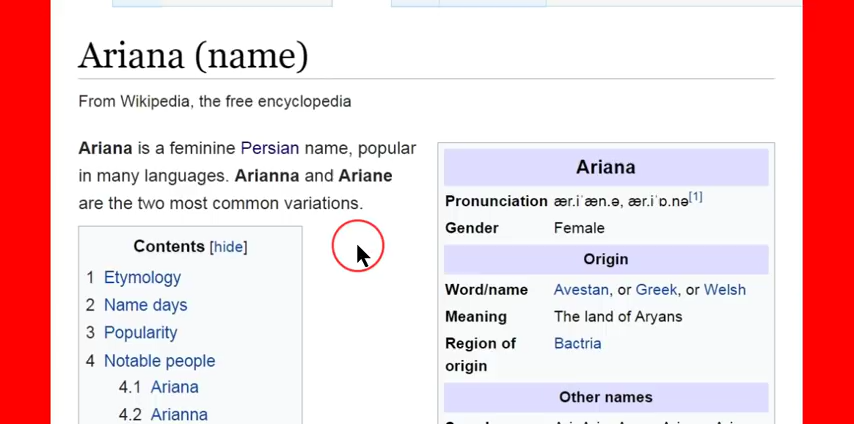 Ariana (name)
From Wikipedia, the free encyclopedia
Ariana is a feminine Persian name, popular
in many languages. Arianna and Ariane
are the two most common variations.
Contents [hide]
1 Etymology
2 Name days
3 Popularity
4 Notable people
4.1 Ariana
4.2 Arianna
Ariana
Pronunciation ær.iˈæn.ə, ær.iˈɒ.nə[1]
Gender Female
Origin
Word/name Avestan, or Greek, or Welsh
Meaning The land of Aryans
Region of Bactria
origin
Other names